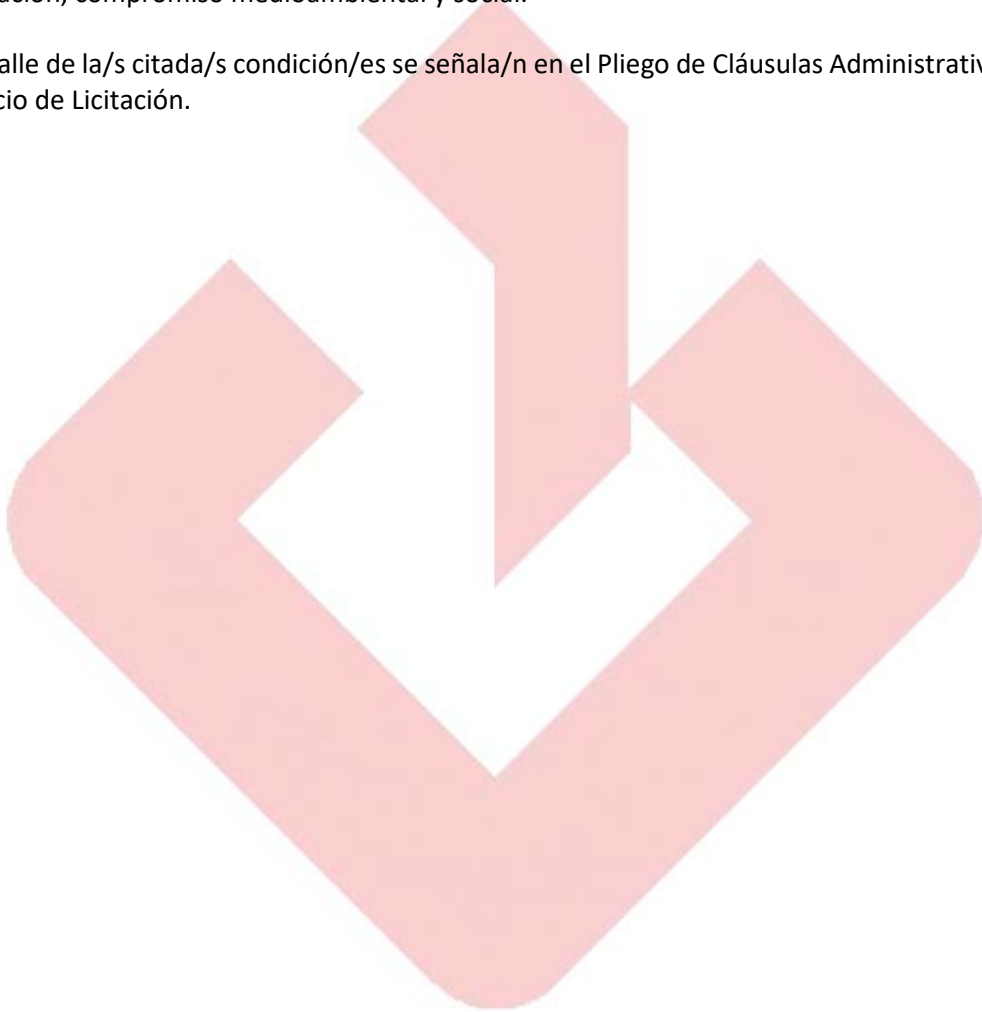 ación, compromiso medioambiental y social.
alle de la/s citada/s condición/es se señala/n en el Pliego de Cláusulas Administrativ
cio de Licitación.